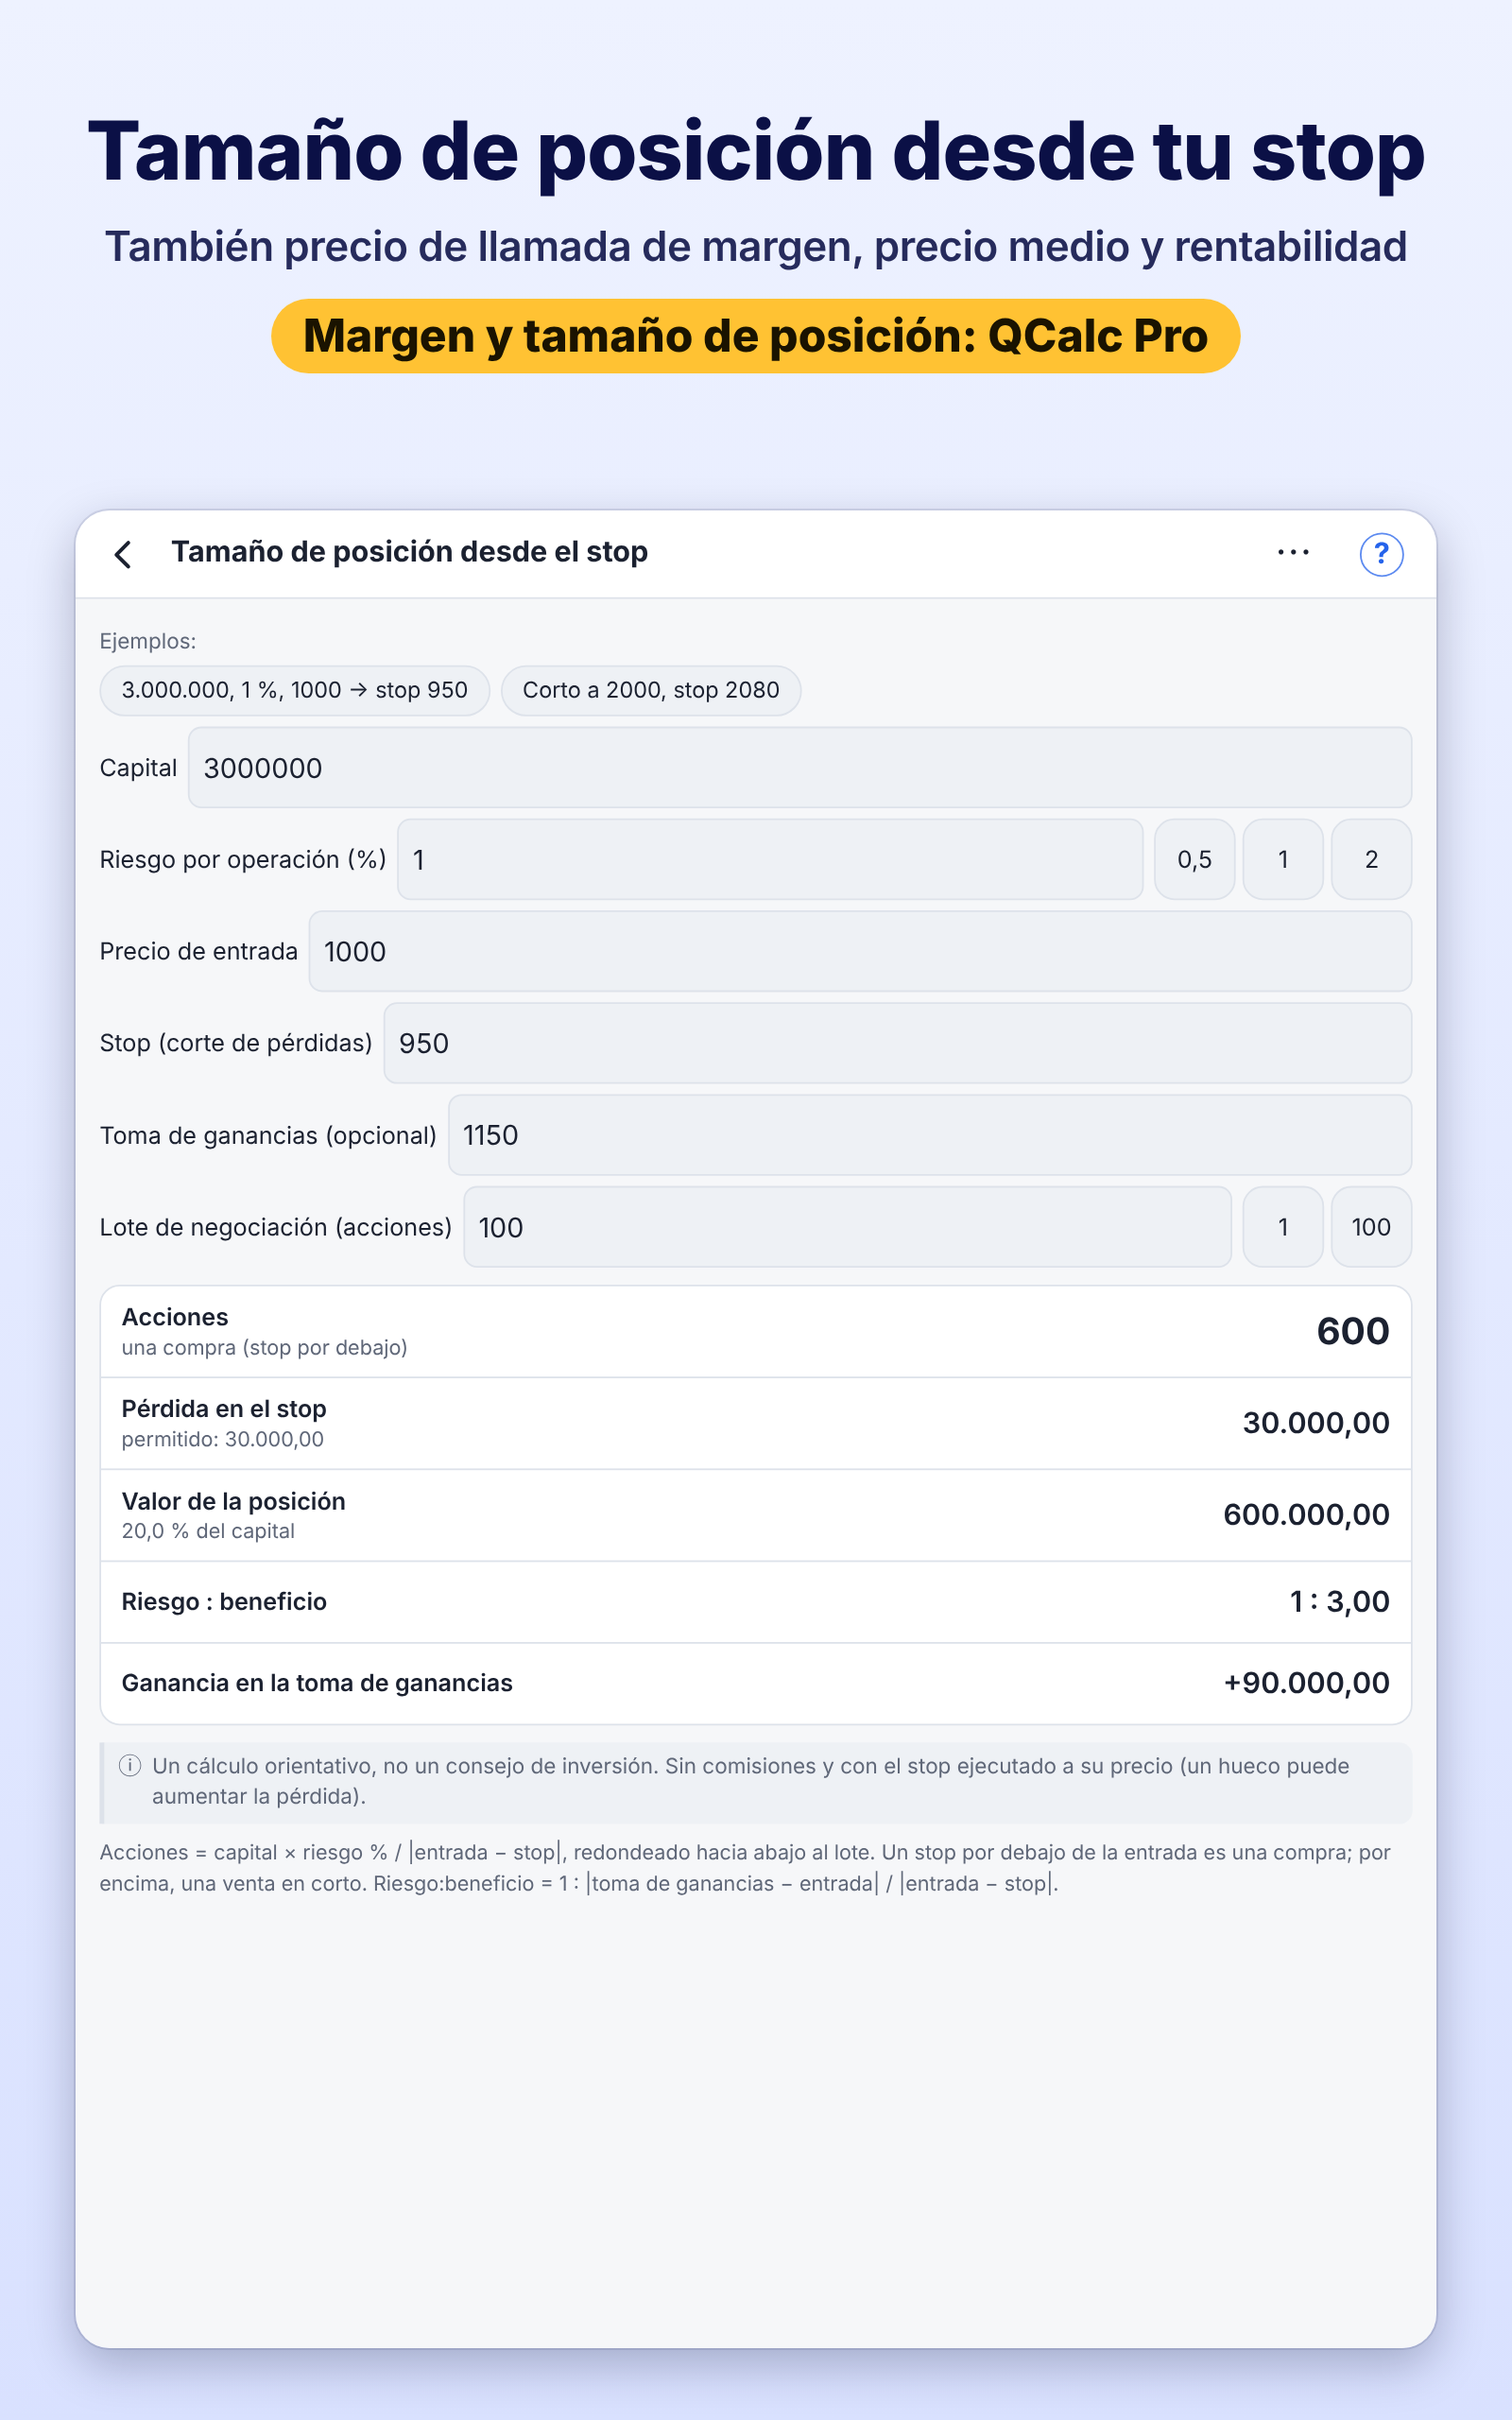 Tamaño de posición desde tu stop
También precio de llamada de margen, precio medio y rentabilidad
Margen y tamaño de posición: QCalc Pro
Tamaño de posición desde el stop
... ?
Ejemplos:
3.000.000, 1 %, 1000 → stop 950
Corto a 2000, stop 2080
Capital 3000000
Riesgo por operación (%) 1 0,5 1 2
Precio de entrada 1000
Stop (corte de pérdidas) 950
Toma de ganancias (opcional) 1150
Lote de negociación (acciones) 100 1 100
Acciones
una compra (stop por debajo)
600
Pérdida en el stop
permitido: 30.000,00
30.000,00
Valor de la posición
20,0 % del capital
600.000,00
Riesgo : beneficio 1 : 3,00
Ganancia en la toma de ganancias +90.000,00
ⓘ Un cálculo orientativo, no un consejo de inversión. Sin comisiones y con el stop ejecutado a su precio (un hueco puede
aumentar la pérdida).
Acciones = capital × riesgo % / |entrada − stop|, redondeado hacia abajo al lote. Un stop por debajo de la entrada es una compra; por
encima, una venta en corto. Riesgo:beneficio = 1 : |toma de ganancias − entrada| / |entrada − stop|.